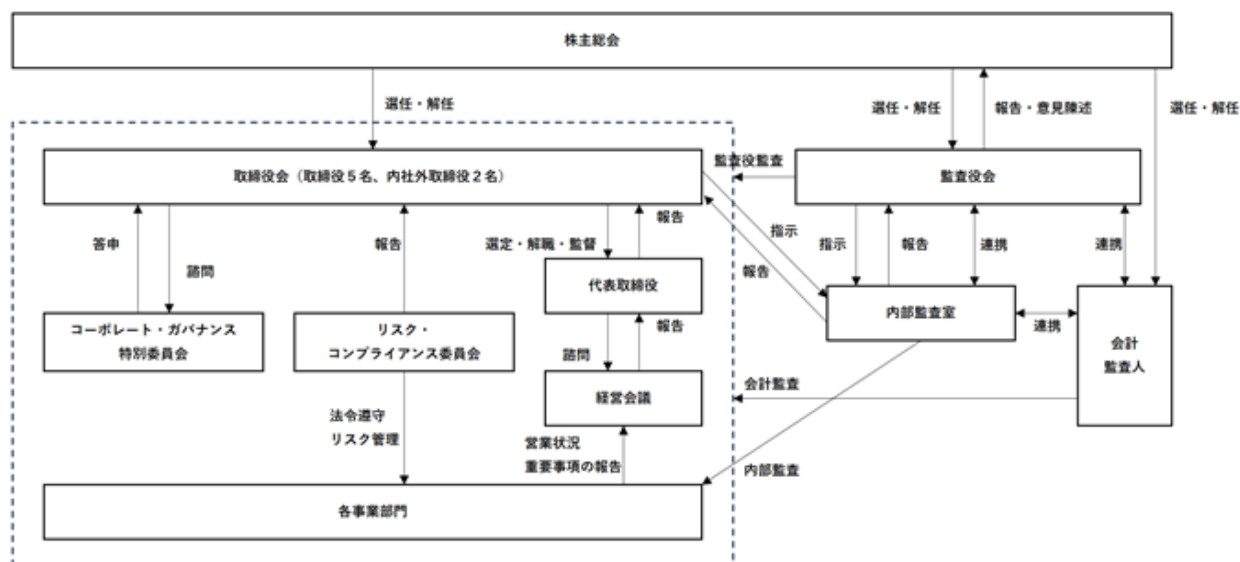 株主総会
選任・解任
選任・解任
報告・意見陳述
選任・解任
取締役会（取締役５名、内社外取締役２名）
監査役監査
監査役会
答申
諮問
報告
選定・解職・監督
報告
指示
報告
指示
報告
連携
連携
代表取締役
内部監査室
連携
会計
監査人
コーポレート・ガバナンス
特別委員会
リスク・
コンプライアンス委員会
諮問
報告
経営会議
会計監査
法令遵守
リスク管理
営業状況
重要事項の報告
内部監査
各事業部門